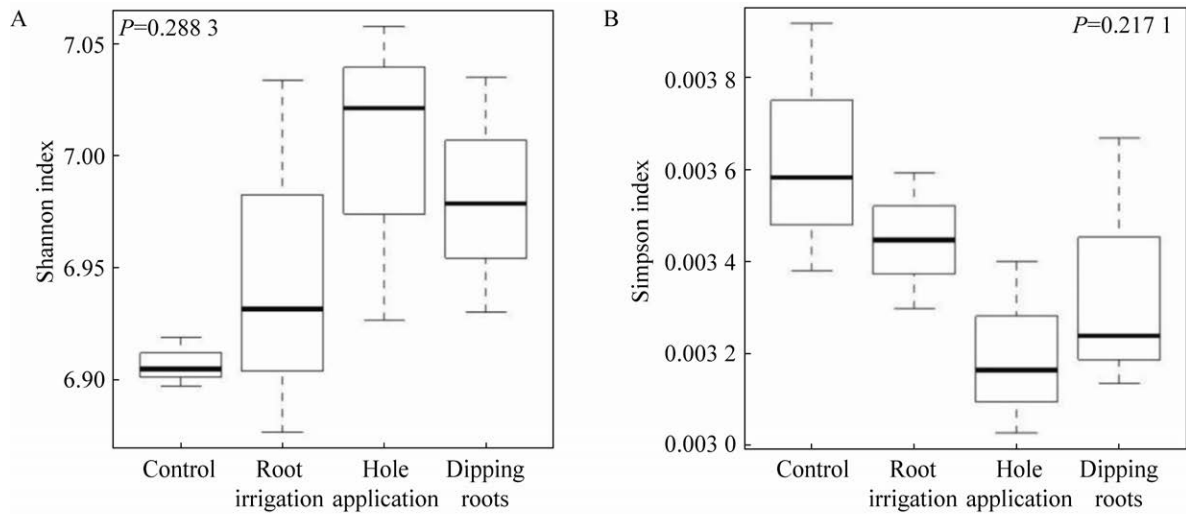 A
P=0.288 3
7.05
7.00
6.95
6.90
Shannon index
Control
Root
irrigation
Hole
application
Dipping
roots
B
P=0.217 1
0.003 8
0.003 6
0.003 4
0.003 2
0.003 0
Simpson index
Control
Root
irrigation
Hole
application
Dipping
roots